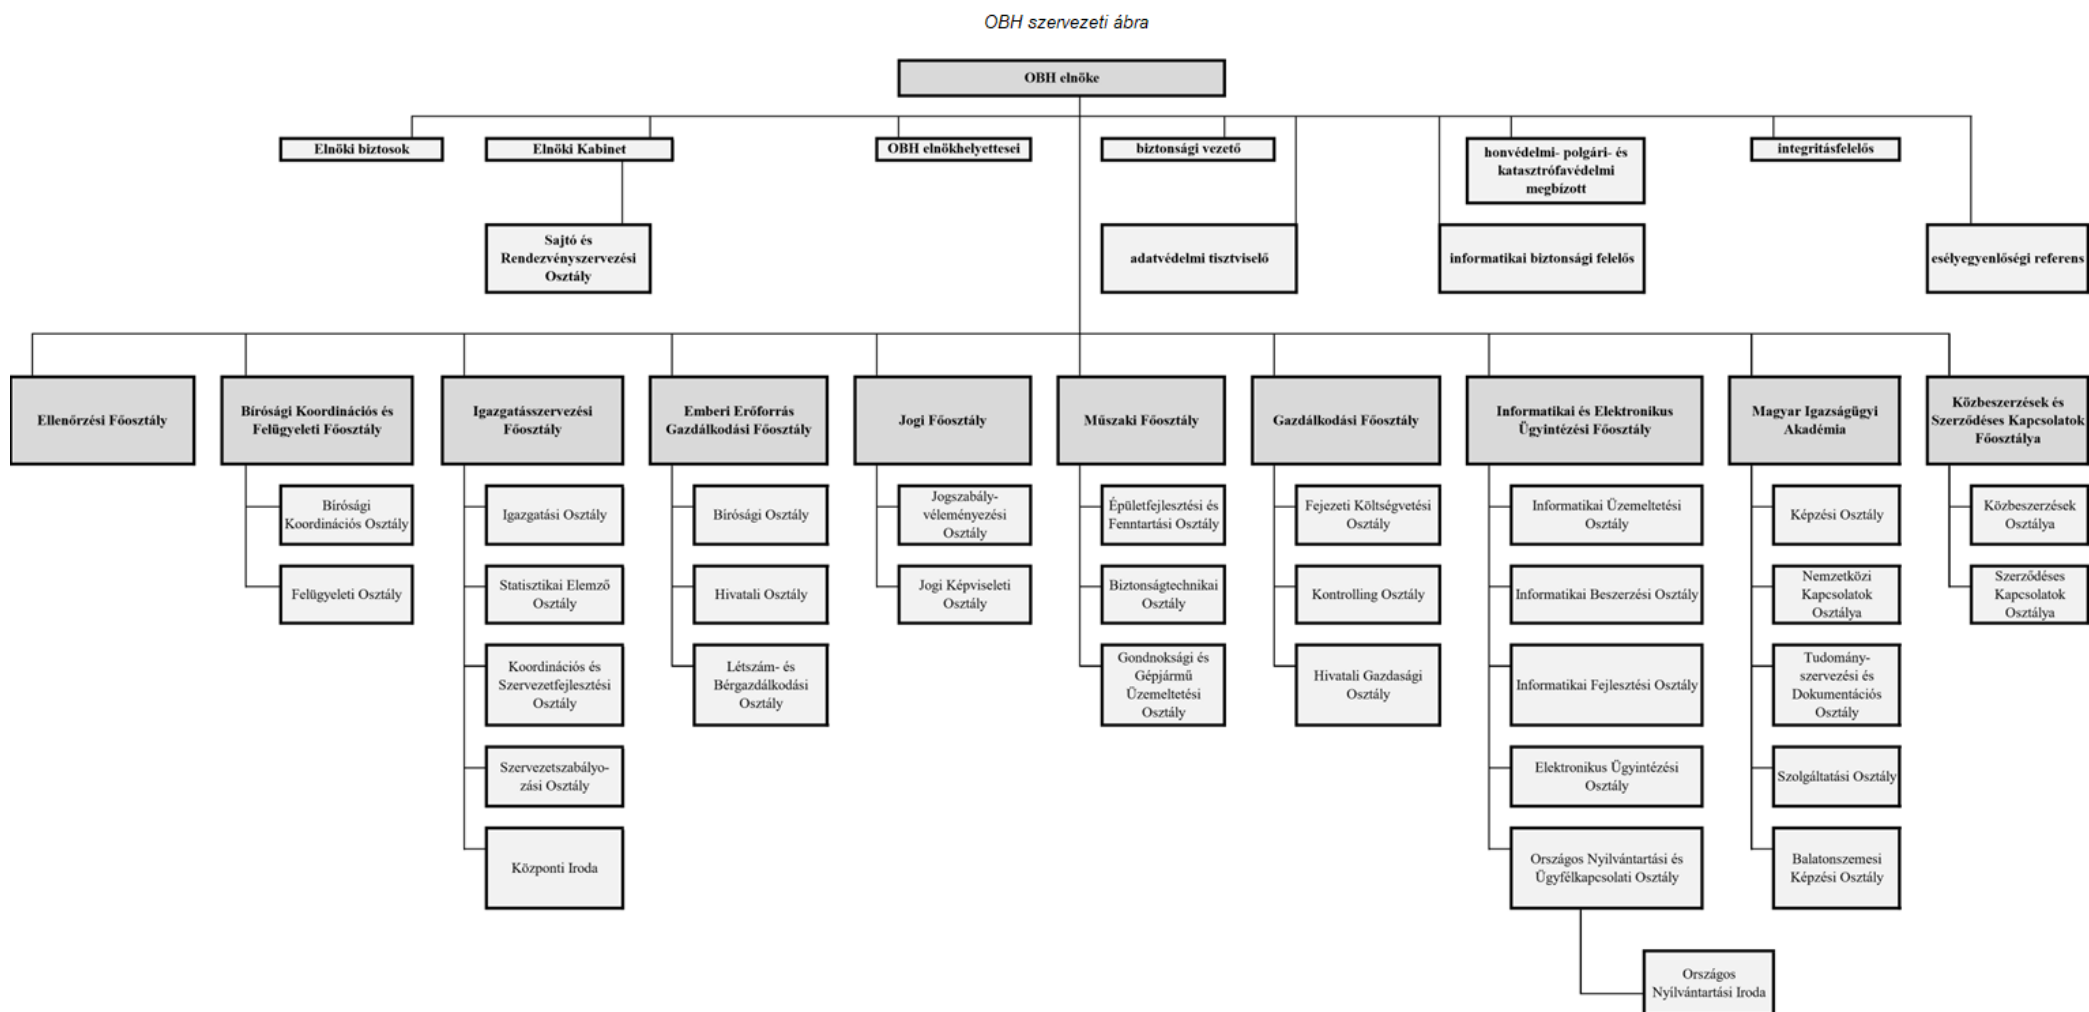 OBH szervezeti ábra
OBH elnöke
Elnöki biztosok
Elnöki Kabinet
OBH elnökhelyettesei
biztonsági vezető
honvédelmi- polgári- és
katasztrófavédelmi
megbízott
integritásfelelős
Sajtó és
Rendezvényszervezési
Osztály
adatvédelmi tisztviselő
informatikai biztonsági felelős
esélyegyenlőségi referens
Ellenőrzési Főosztály
Bírósági Koordinációs és
Felügyeleti Főosztály
Igazgatásszervezési
Főosztály
Emberi Erőforrás
Gazdálkodási Főosztály
Jogi Főosztály
Műszaki Főosztály
Gazdálkodási Főosztály
Informatikai és Elektronikus
Ügyintézési Főosztály
Magyar Igazságügyi
Akadémia
Közbeszerzések és
Szerződéses Kapcsolatok
Főosztálya
Bírósági
Koordinációs Osztály
Igazgatási Osztály
Bírósági Osztály
Jogszabály-
véleményezési
Osztály
Épületfejlesztési és
Fenntartási Osztály
Fejezeti Költségvetési
Osztály
Informatikai Üzemeltetési
Osztály
Képzési Osztály
Közbeszerzések
Osztálya
Felügyeleti Osztály
Statisztikai Elemző
Osztály
Hivatali Osztály
Jogi Képviseleti
Osztály
Biztonságtechnikai
Osztály
Kontrolling Osztály
Informatikai Beszerzési Osztály
Nemzetközi
Kapcsolatok
Osztálya
Szerződéses
Kapcsolatok
Osztálya
Koordinációs és
Szervezetfejlesztési
Osztály
Létszám- és
Bérgazdálkodási
Osztály
Gondnoksági és
Gépjármű
Üzemeltetési
Osztály
Hivatali Gazdasági
Osztály
Informatikai Fejlesztési Osztály
Tudomány-
szervezési és
Dokumentációs
Osztály
Szervezetszabályo-
zási Osztály
Elektronikus Ügyintézési
Osztály
Szolgáltatási Osztály
Központi Iroda
Országos Nyilvántartási és
Ügyfélkapcsolati Osztály
Balatonszemesi
Képzési Osztály
Országos
Nyilvántartási Iroda